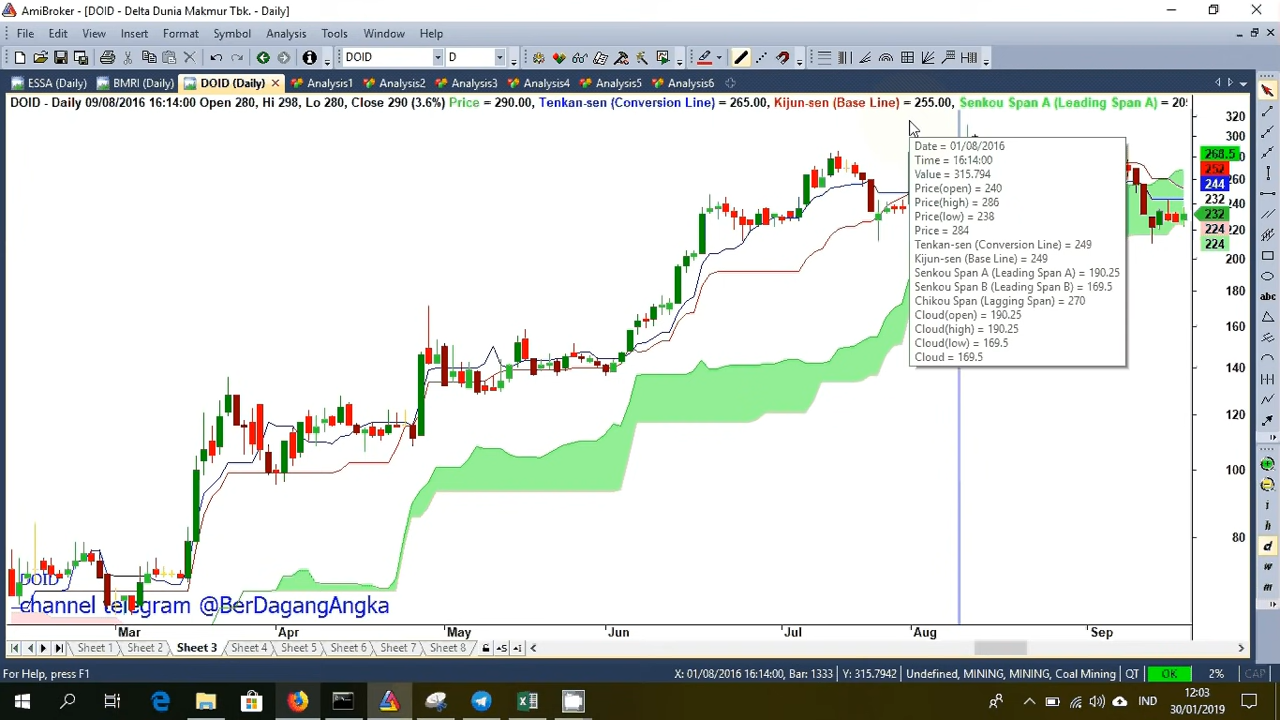 AmiBroker - [DOID - Delta Dunia Makmur Tbk. - Daily]
File Edit View Insert Format Symbol Analysis Tools Window Help
DOID D
ESSA (Daily) BMRI (Daily) DOID (Daily) Analysis1 Analysis2 Analysis3 Analysis4 Analysis5 Analysis6
DOID - Daily 09/08/2016 16:14:00 Open 280, Hi 298, Lo 280, Close 290 (3.6%) Price = 290.00, Tenkan-sen (Conversion Line) = 265.00, Kijun-sen (Base Line) = 255.00, Senkou Span A (Leading Span A) = 20
Date = 01/08/2016
Time = 16:14:00
Value = 315.794
Price(open) = 240
Price(high) = 286
Price(low) = 238
Price = 284
Tenkan-sen (Conversion Line) = 249
Kijun-sen (Base Line) = 249
Senkou Span A (Leading Span A) = 190.25
Senkou Span B (Leading Span B) = 169.5
Chikou Span (Lagging Span) = 270
Cloud(open) = 190.25
Cloud(high) = 190.25
Cloud(low) = 169.5
Cloud = 169.5
320
300
268.5
252
260
244
232
240
232
224
220
224
200
180
160
140
120
100
80
abc
i
h
d
w
m
DOID
channel telegram @BerDagangAngka
Mar Apr May Jun Jul Aug Sep
Sheet 1 Sheet 2 Sheet 3 Sheet 4 Sheet 5 Sheet 6 Sheet 7 Sheet 8
For Help, press F1 X: 01/08/2016 16:14:00, Bar: 1333 Y: 315.7942 Undefined, MINING, MINING, Coal Mining QT OK 2% CAP
IND 12:03
30/01/2019